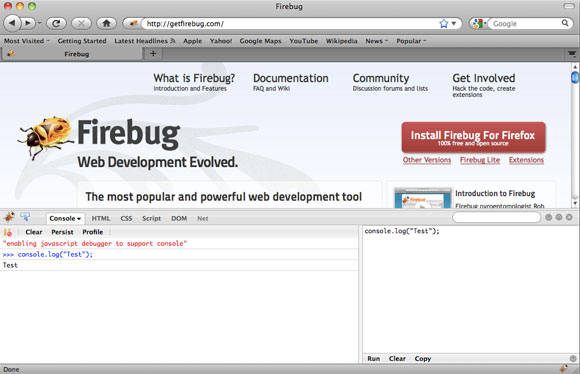 Firebug
http://getfirebug.com/
Google
Most Visited Getting Started Latest Headlines Apple Yahoo! Google Maps YouTube Wikipedia News Popular
Firebug
What is Firebug? Documentation Community Get Involved
Introduction and Features FAQ and Wiki Discussion forums and lists Hack the code, create
extensions
Firebug
Web Development Evolved.
Install Firebug For Firefox
100% free and open source
Other Versions Firebug Lite Extensions
The most popular and powerful web development tool
Introduction to Firebug
Firebug pyroentomologist Rob
Console HTML CSS Script DOM Net
Clear Persist Profile
"enabling javascript debugger to support console"
>>> console.log("Test");
Test
console.log("Test");
Run Clear Copy
Done